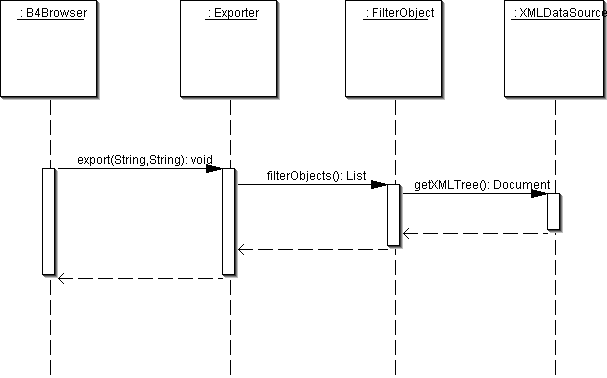 : B4Browser
: Exporter
: FilterObject
: XMLDataSource
export(String,String): void
filterObjects(): List
getXMLTree(): Document